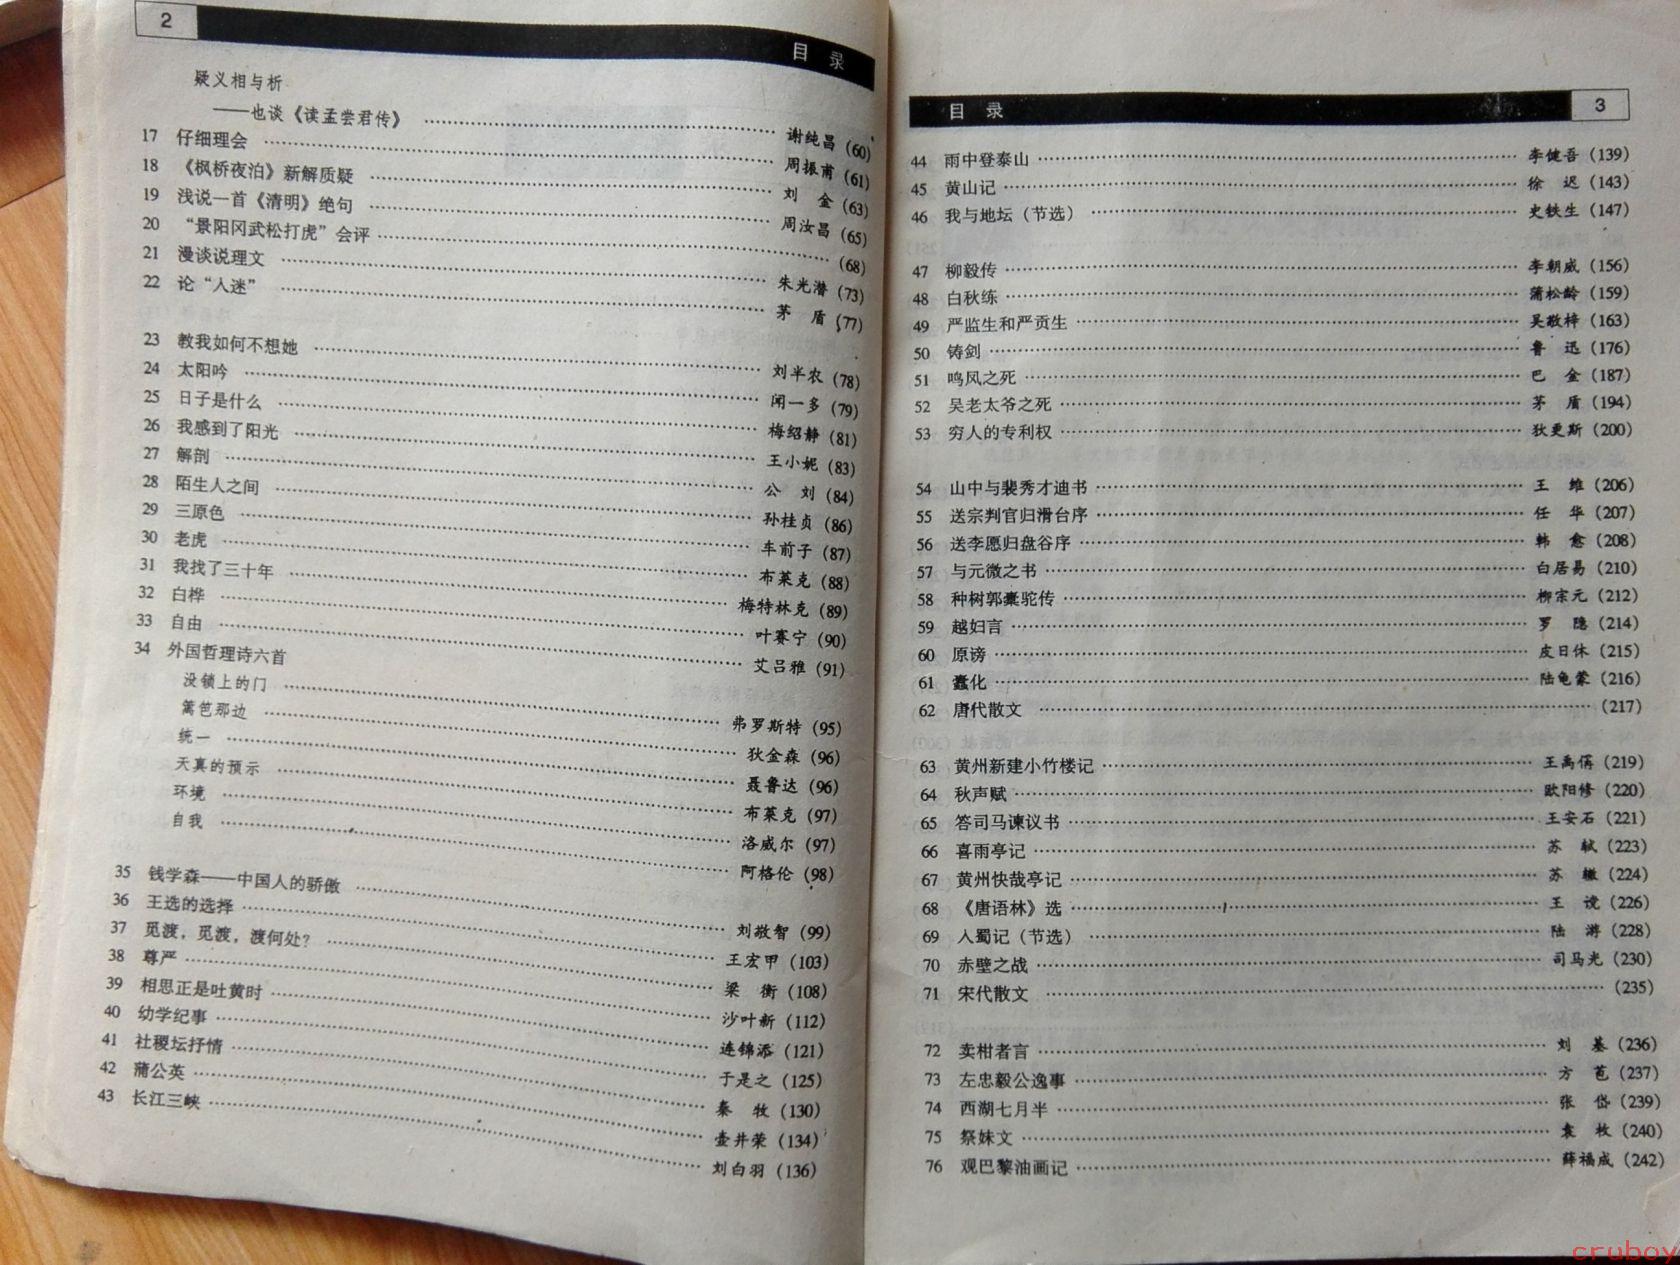 2 目 录
疑义相与析
——也谈《读孟尝君传》 谢纯昌 (60)
17 仔细理会 周振甫 (61)
18 《枫桥夜泊》新解质疑 刘 金 (63)
19 浅说一首《清明》绝句 周汝昌 (65)
20 “景阳冈武松打虎”会评 (68)
21 漫谈说理文 朱光潜 (73)
22 论“人迷” 茅 盾 (77)
23 教我如何不想她 刘半农 (78)
24 太阳吟 闻一多 (79)
25 日子是什么 梅绍静 (81)
26 我感到了阳光 王小妮 (83)
27 解剖 公 刘 (84)
28 陌生人之间 孙桂贞 (86)
29 三原色 车前子 (87)
30 老虎 布莱克 (88)
31 我找了三十年 梅特林克 (89)
32 白桦 叶赛宁 (90)
33 自由 艾吕雅 (91)
34 外国哲理诗六首
没锁上的门 弗罗斯特 (95)
篱笆那边 狄金森 (96)
统一 聂鲁达 (96)
天真的预示 布莱克 (97)
环境 洛威尔 (97)
自我 阿格伦 (98)
35 钱学森——中国人的骄傲 刘敬智 (99)
36 王选的选择 王宏甲 (103)
37 觅渡，觅渡，渡何处？ 梁 衡 (108)
38 尊严 沙叶新 (112)
39 相思正是吐黄时 连锦添 (121)
40 幼学纪事 于是之 (125)
41 社稷坛抒情 秦 牧 (130)
42 蒲公英 壶井荣 (134)
43 长江三峡 刘白羽 (136)
目 录 3
44 雨中登泰山 李健吾 (139)
45 黄山记 徐 迟 (143)
46 我与地坛（节选） 史铁生 (147)
47 柳毅传 李朝威 (156)
48 白秋练 蒲松龄 (159)
49 严监生和严贡生 吴敬梓 (163)
50 铸剑 鲁 迅 (176)
51 鸣凤之死 巴 金 (187)
52 吴老太爷之死 茅 盾 (194)
53 穷人的专利权 狄更斯 (200)
54 山中与裴秀才迪书 王 维 (206)
55 送宗判官归滑台序 任 华 (207)
56 送李愿归盘谷序 韩 愈 (208)
57 与元微之书 白居易 (210)
58 种树郭橐驼传 柳宗元 (212)
59 越妇言 罗 隐 (214)
60 原谤 皮日休 (215)
61 蠹化 陆龟蒙 (216)
62 唐代散文 (217)
63 黄州新建小竹楼记 王禹偁 (219)
64 秋声赋 欧阳修 (220)
65 答司马谏议书 王安石 (221)
66 喜雨亭记 苏 轼 (223)
67 黄州快哉亭记 苏 辙 (224)
68 《唐语林》选 王 谠 (226)
69 入蜀记（节选） 陆 游 (228)
70 赤壁之战 司马光 (230)
71 宋代散文 (235)
72 卖柑者言 刘 基 (236)
73 左忠毅公逸事 方 苞 (237)
74 西湖七月半 张 岱 (239)
75 祭妹文 袁 枚 (240)
76 观巴黎油画记 薛福成 (242)
cruboy